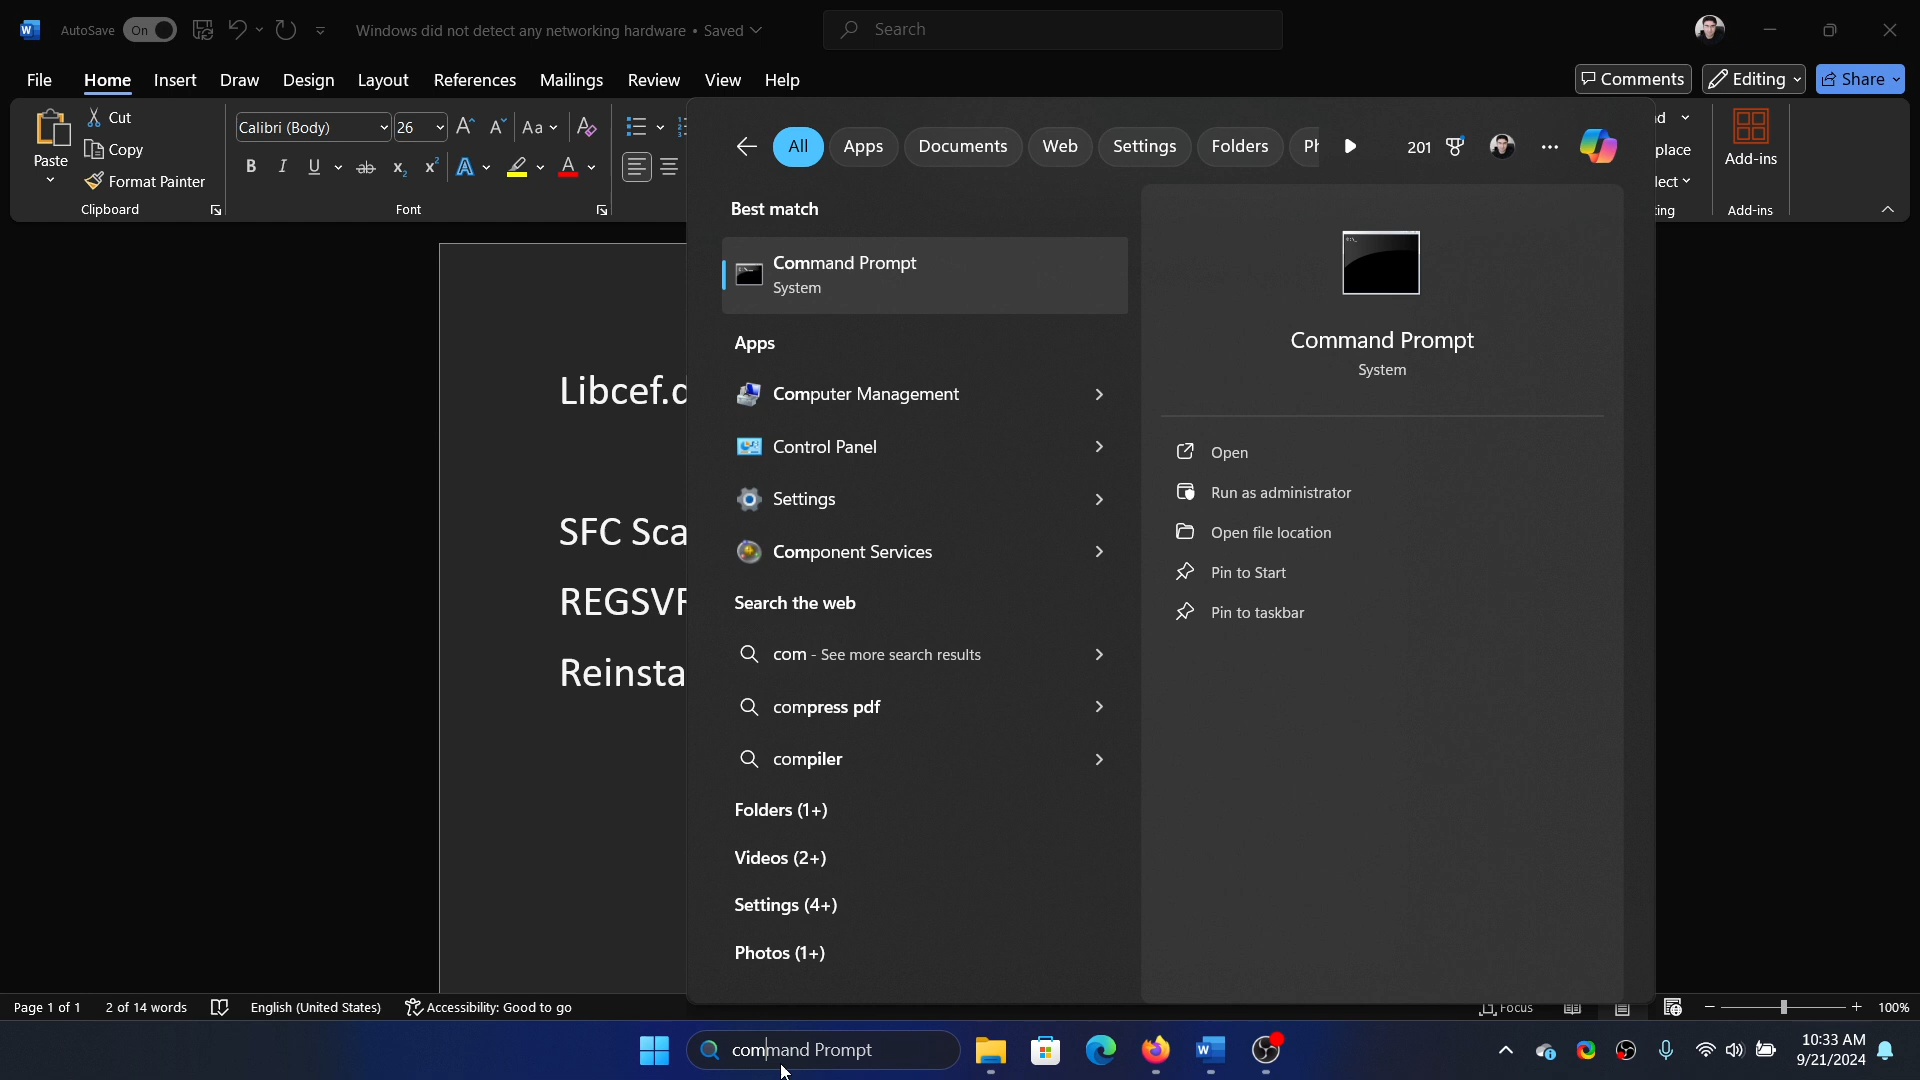 AutoSave On Windows did not detect any networking hardware • Saved Search
File Home Insert Draw Design Layout References Mailings Review View Help Comments Editing Share
Paste Cut
Copy
Format Painter
Clipboard
Calibri (Body) 26 Aa
B I U ab x₂ x² A A
Font
place
Add-ins
Add-ins
Libcef.d
SFC Sca
REGSVR
Reinsta
All Apps Documents Web Settings Folders 201
Best match
Command Prompt
System
Apps
Computer Management
Control Panel
Settings
Component Services
Search the web
com - See more search results
compress pdf
compiler
Folders (1+)
Videos (2+)
Settings (4+)
Photos (1+)
Command Prompt
System
Open
Run as administrator
Open file location
Pin to Start
Pin to taskbar
Page 1 of 1 2 of 14 words English (United States) Accessibility: Good to go Focus 100%
command Prompt
10:33 AM
9/21/2024